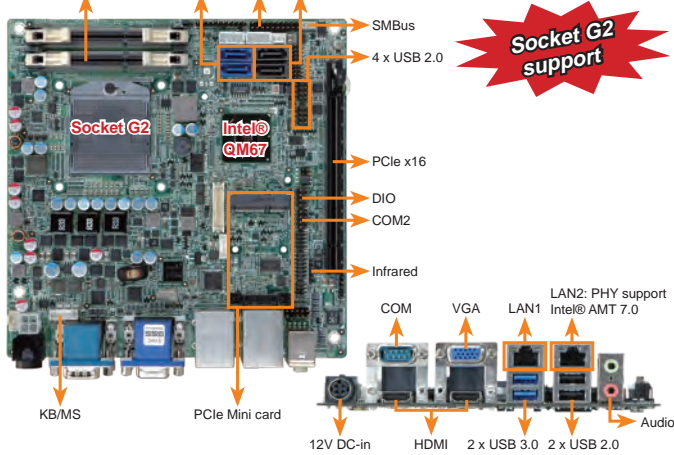 SMBus
4 x USB 2.0
Socket G2
support
Socket G2
Intel®
QM67
PCIe x16
DIO
COM2
Infrared
KB/MS
PCIe Mini card
COM
VGA
LAN1
LAN2: PHY support
Intel® AMT 7.0
12V DC-in
HDMI
2 x USB 3.0
2 x USB 2.0
Audio